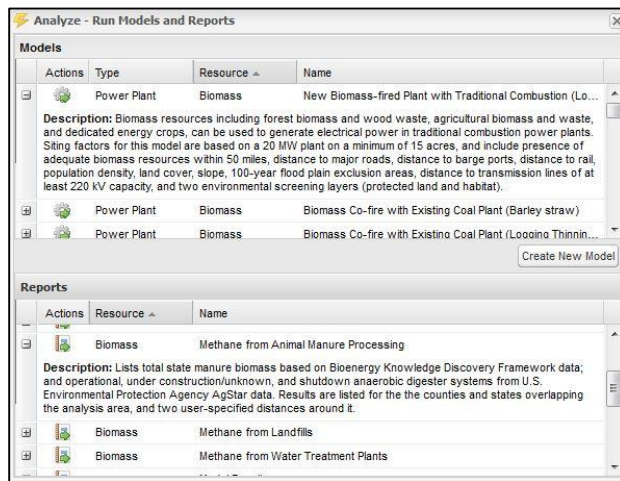 Analyze - Run Models and Reports
Models
Actions Type Resource Name
Power Plant Biomass New Biomass-fired Plant with Traditional Combustion (Lo...
Description: Biomass resources including forest biomass and wood waste, agricultural biomass and waste,
and dedicated energy crops, can be used to generate electrical power in traditional combustion power plants.
Siting factors for this model are based on a 20 MW plant on a minimum of 15 acres, and include presence of
adequate biomass resources within 50 miles, distance to major roads, distance to barge ports, distance to rail,
population density, land cover, slope, 100-year flood plain exclusion areas, distance to transmission lines of at
least 220 kV capacity, and two environmental screening layers (protected land and habitat).
Power Plant Biomass Biomass Co-fire with Existing Coal Plant (Barley straw)
Power Plant Biomass Biomass Co-fire with Existing Coal Plant (Logging Thinnin...
Create New Model
Reports
Actions Resource Name
Biomass Methane from Animal Manure Processing
Description: Lists total state manure biomass based on Bioenergy Knowledge Discovery Framework data;
and operational, under construction/unknown, and shutdown anaerobic digester systems from U.S.
Environmental Protection Agency AgStar data. Results are listed for the the counties and states overlapping
the analysis area, and two user-specified distances around it.
Biomass Methane from Landfills
Biomass Methane from Water Treatment Plants